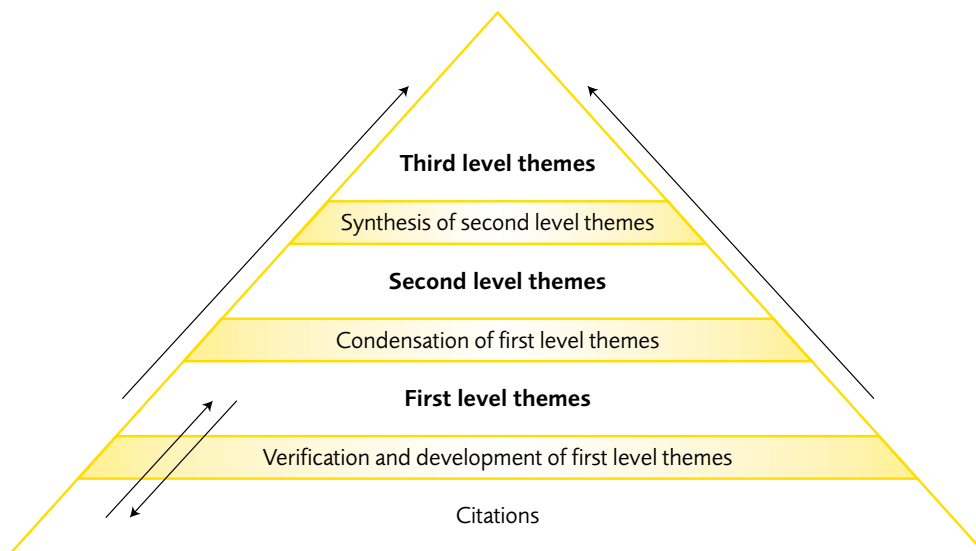 Third level themes
Synthesis of second level themes
Second level themes
Condensation of first level themes
First level themes
Verification and development of first level themes
Citations